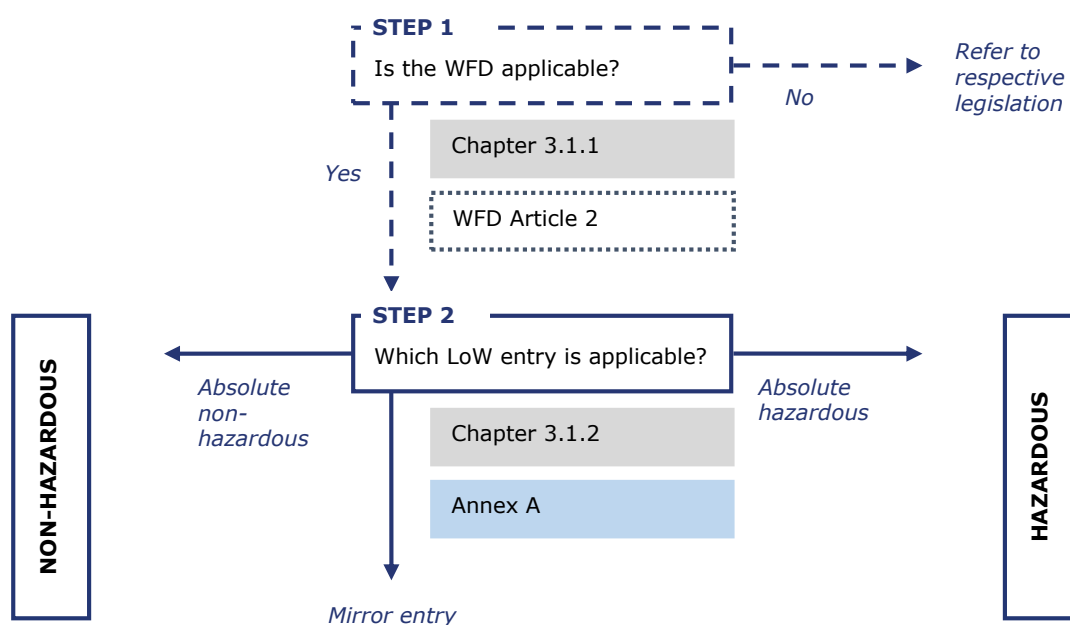 STEP 1
Is the WFD applicable?
No
Refer to
respective
legislation
Yes
Chapter 3.1.1
WFD Article 2
STEP 2
Which LoW entry is applicable?
Absolute
non-
hazardous
Absolute
hazardous
NON-HAZARDOUS
HAZARDOUS
Chapter 3.1.2
Annex A
Mirror entry